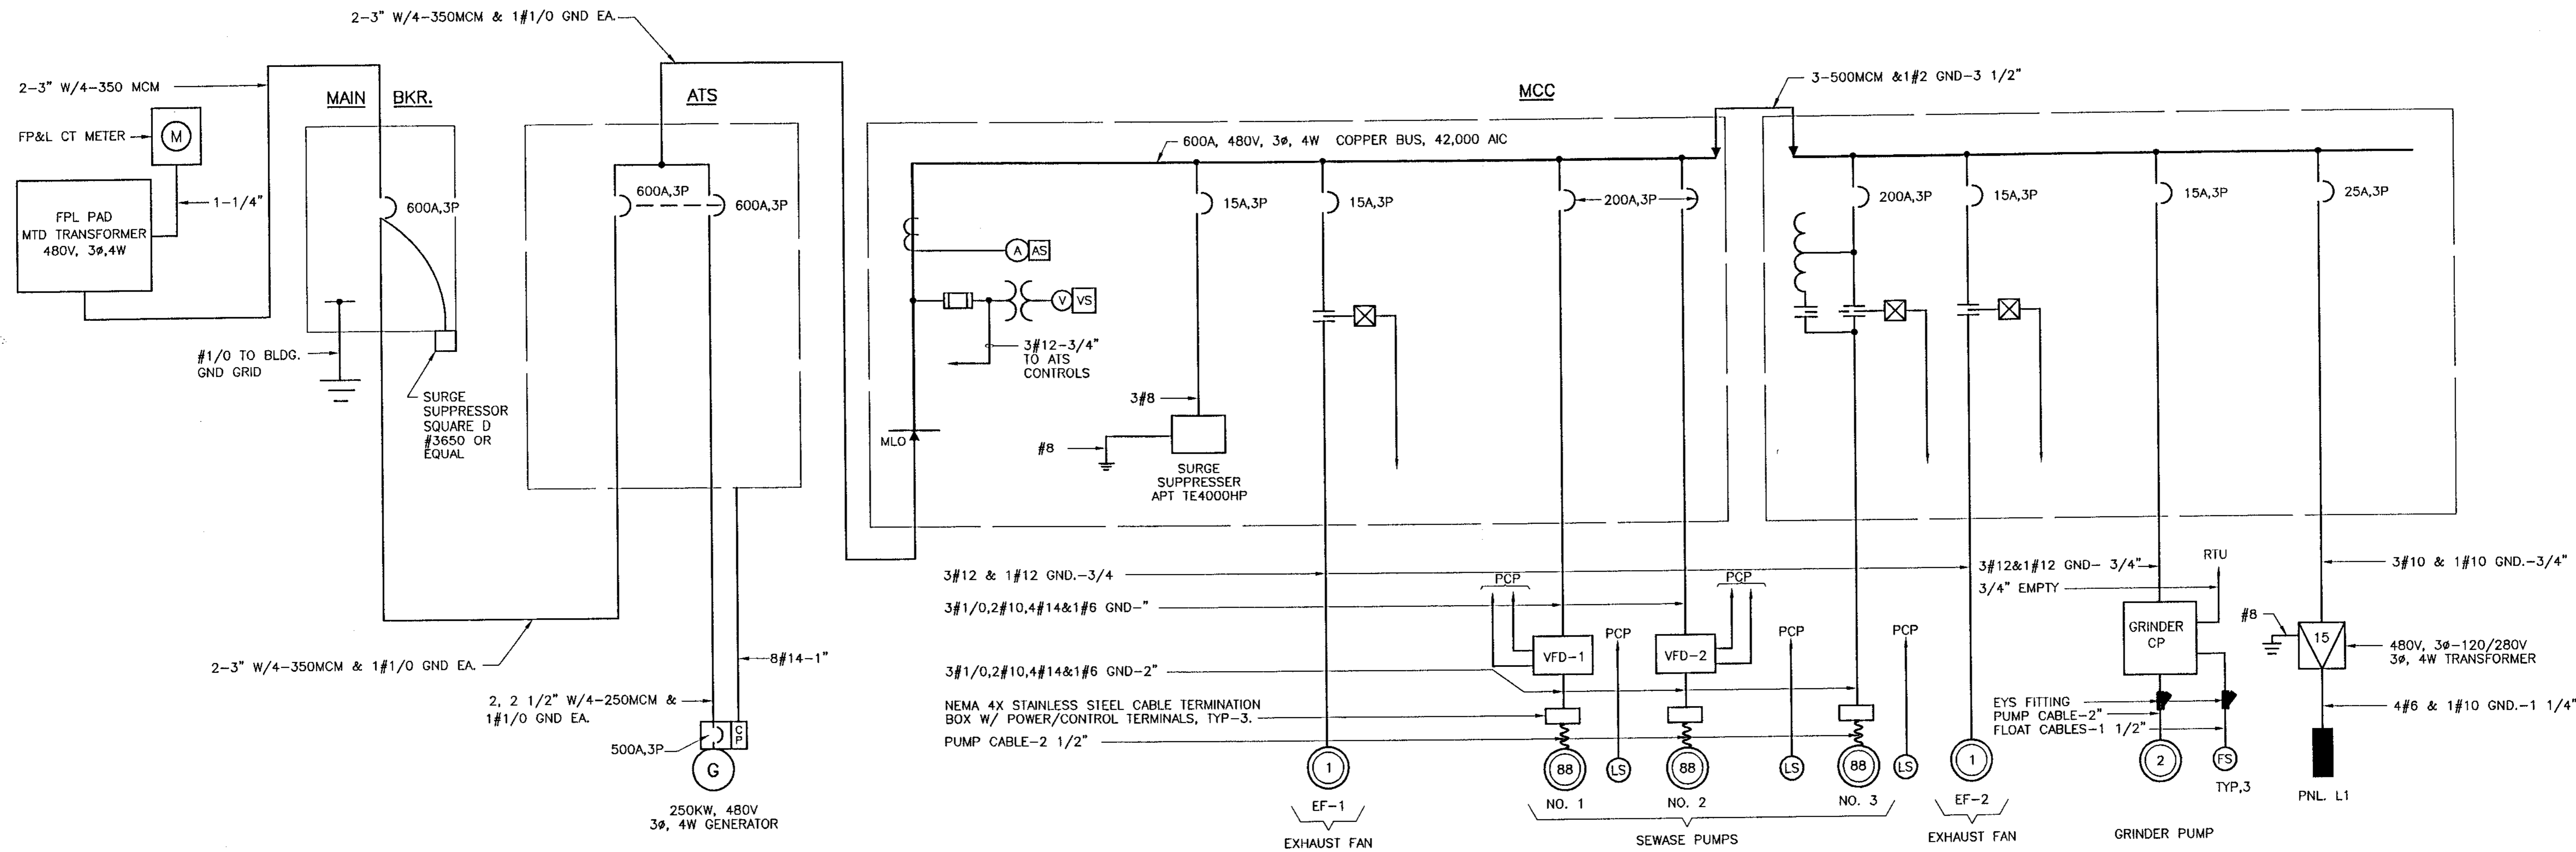 2-3" W/4-350MCM & 1#1/0 GND EA.
2-3" W/4-350 MCM
FP&L CT METER
M
1-1/4"
FPL PAD
MTD TRANSFORMER
480V, 3ø,4W
MAIN BKR.
600A,3P
#1/0 TO BLDG.
GND GRID
SURGE
SUPPRESSOR
SQUARE D
#3650 OR
EQUAL
2-3" W/4-350MCM & 1#1/0 GND EA.
ATS
600A,3P
600A,3P
8#14-1"
2, 2 1/2" W/4-250MCM &
1#1/0 GND EA.
500A,3P
CP
G
250KW, 480V
3ø, 4W GENERATOR
MCC
3-500MCM &1#2 GND-3 1/2"
600A, 480V, 3ø, 4W COPPER BUS, 42,000 AIC
A
AS
V
VS
3#12-3/4"
TO ATS
CONTROLS
MLO
15A,3P
3#8
#8
SURGE
SUPPRESSER
APT TE4000HP
15A,3P
200A,3P
200A,3P
15A,3P
15A,3P
25A,3P
3#12 & 1#12 GND.-3/4
3#1/0,2#10,4#14&1#6 GND-"
3#1/0,2#10,4#14&1#6 GND-2"
NEMA 4X STAINLESS STEEL CABLE TERMINATION
BOX W/ POWER/CONTROL TERMINALS, TYP-3.
PUMP CABLE-2 1/2"
PCP
VFD-1
PCP
PCP
VFD-2
PCP
PCP
3#12&1#12 GND- 3/4"
3/4" EMPTY
RTU
GRINDER
CP
EYS FITTING
PUMP CABLE-2"
FLOAT CABLES-1 1/2"
3#10 & 1#10 GND.-3/4"
#8
15
480V, 3ø-120/280V
3ø, 4W TRANSFORMER
4#6 & 1#10 GND.-1 1/4"
1
EF-1
EXHAUST FAN
88
LS
88
LS
88
LS
NO. 1
NO. 2
NO. 3
SEWASE PUMPS
1
EF-2
EXHAUST FAN
2
FS
TYP,3
GRINDER PUMP
PNL. L1